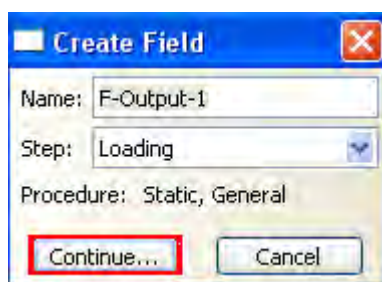 Create Field
Name: F-Output-1
Step: Loading
Procedure: Static, General
Continue... Cancel